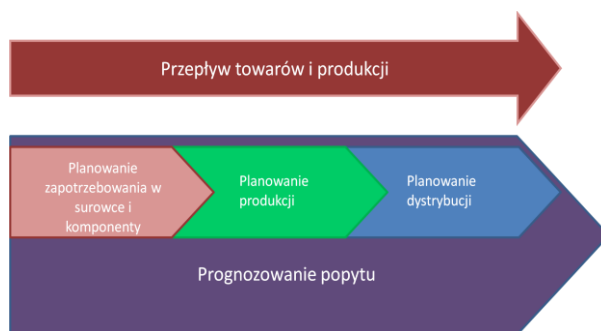 Przepływ towarów i produkcji
Planowanie
zapotrzebowania w
surowce i
komponenty
Planowanie
produkcji
Planowanie
dystrybucji
Prognozowanie popytu